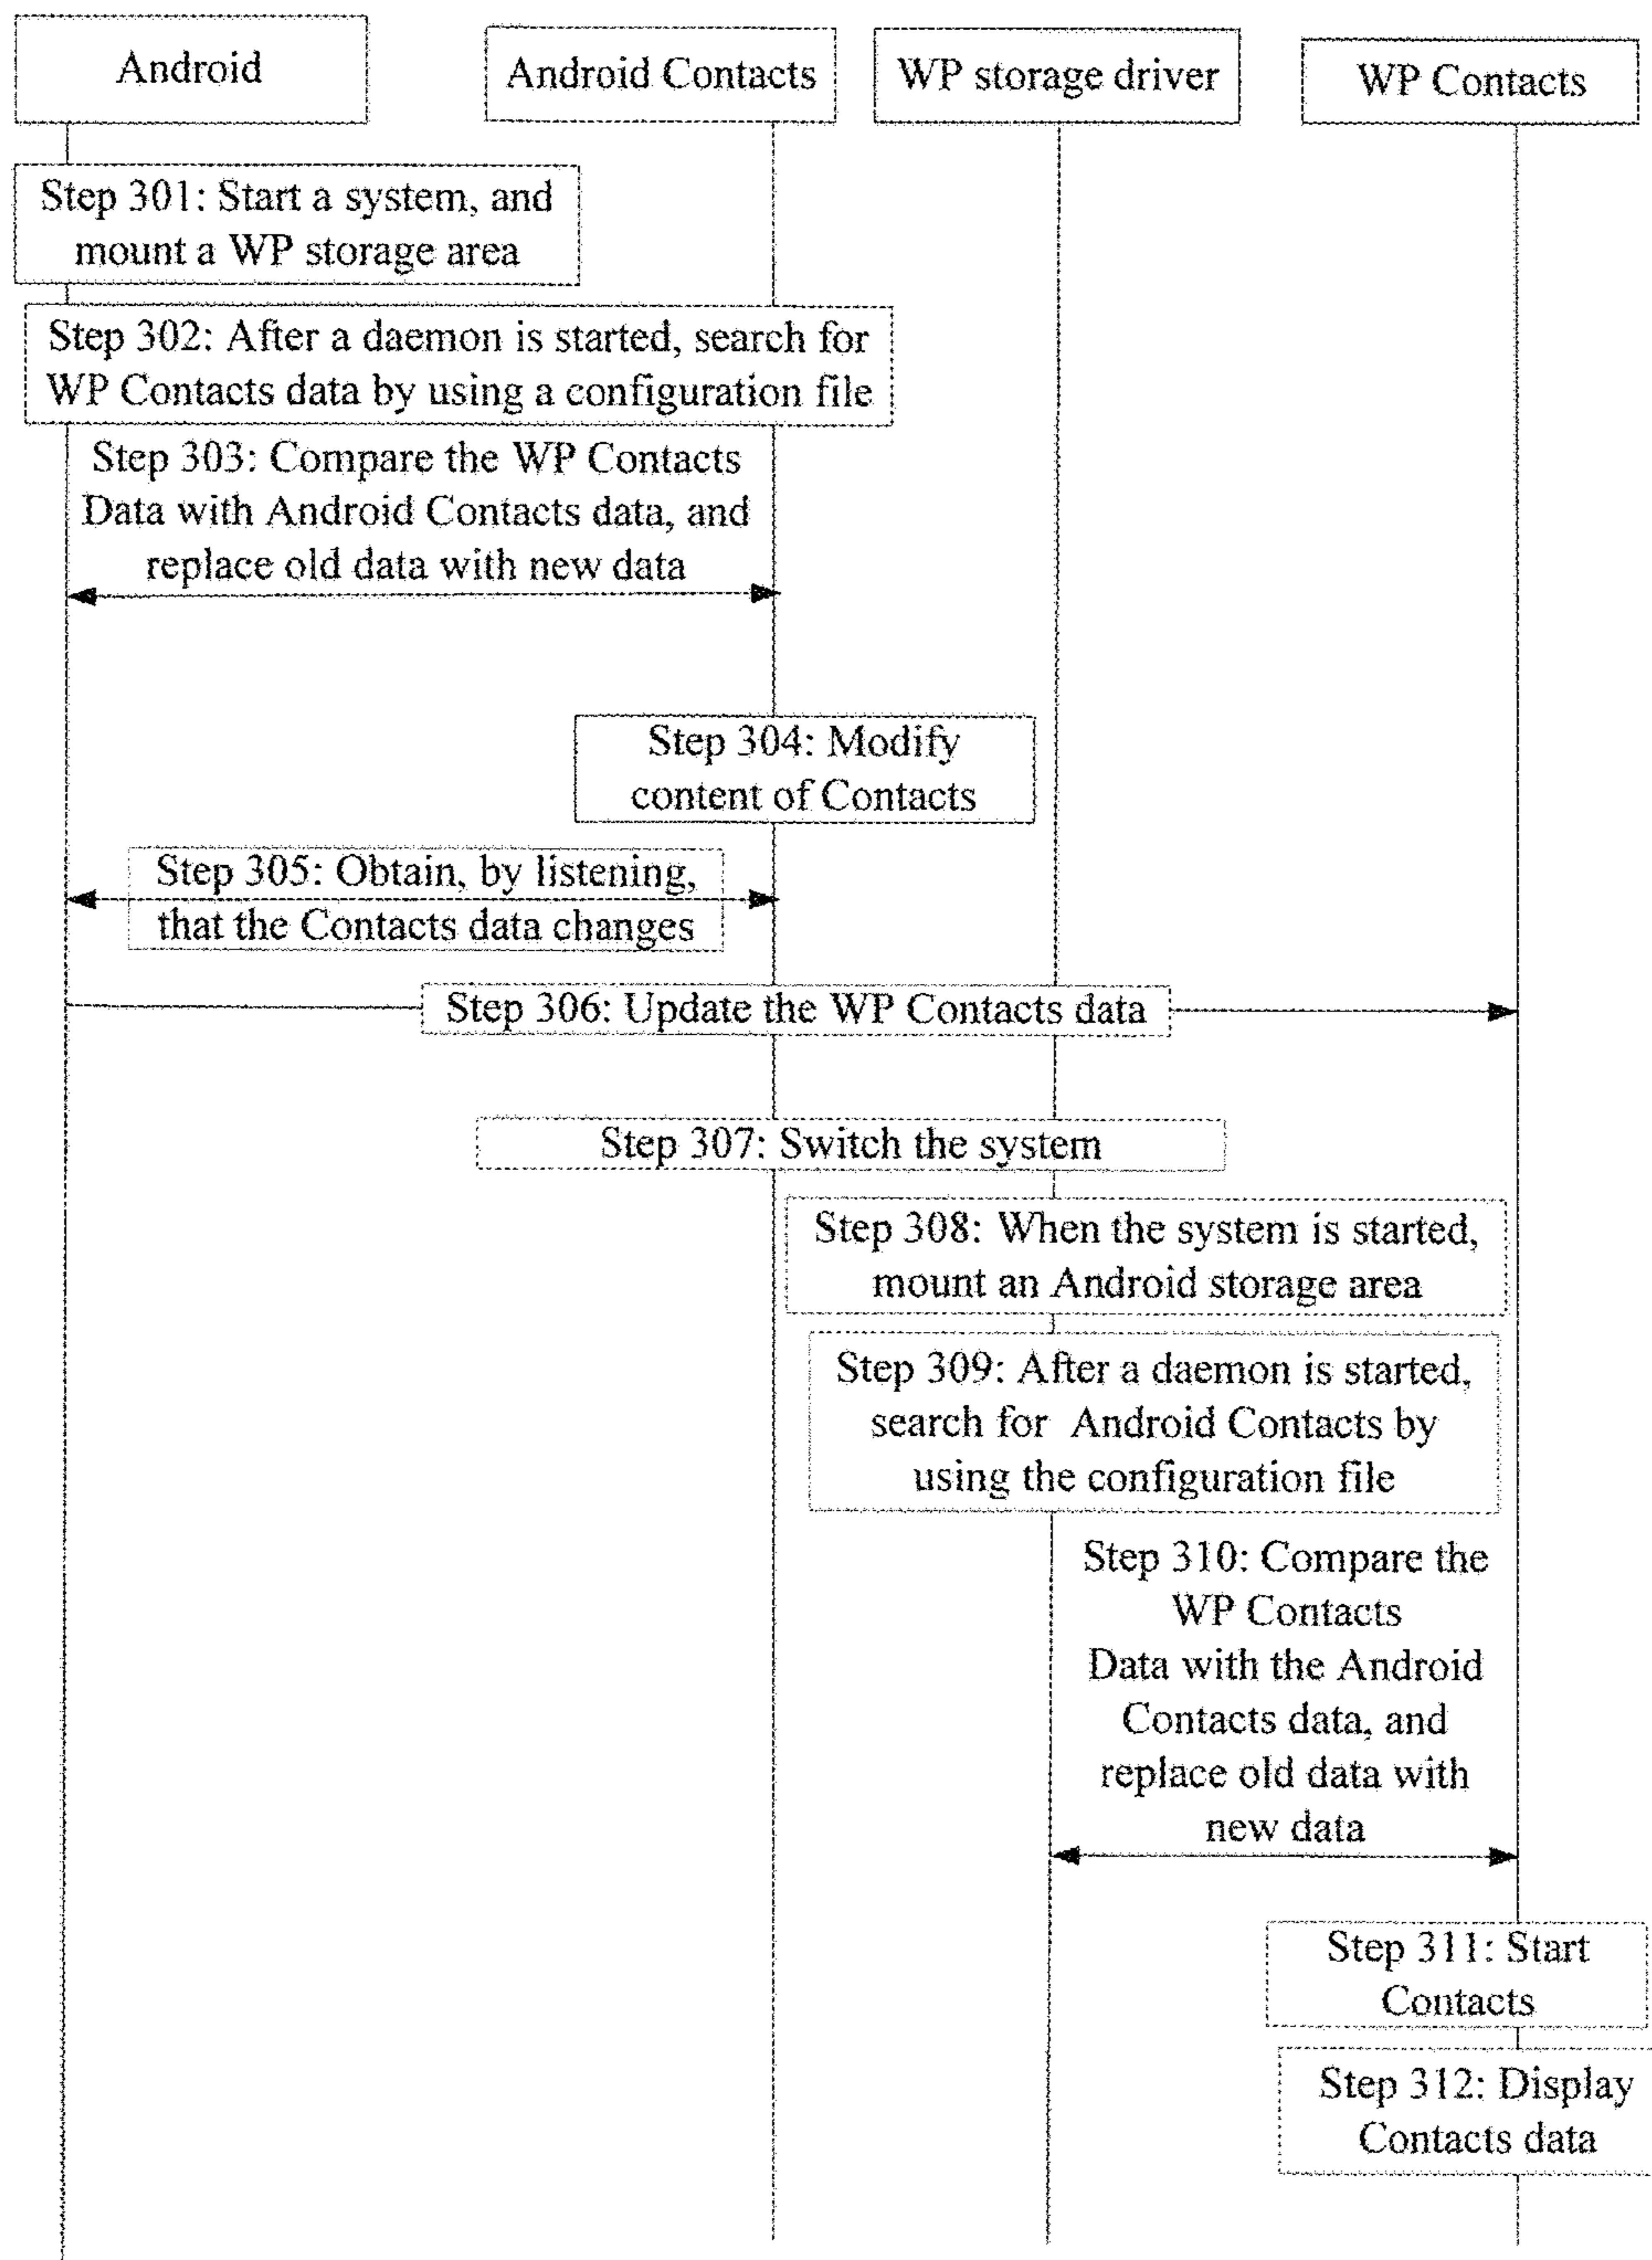 Android
Android Contacts
WP storage driver
WP Contacts
Step 301: Start a system, and
mount a WP storage area
Step 302: After a daemon is started, search for
WP Contacts data by using a configuration file
Step 303: Compare the WP Contacts
Data with Android Contacts data, and
replace old data with new data
Step 304: Modify
content of Contacts
Step 305: Obtain, by listening,
that the Contacts data changes
Step 306: Update the WP Contacts data
Step 307: Switch the system
Step 308: When the system is started,
mount an Android storage area
Step 309: After a daemon is started,
search for Android Contacts by
using the configuration file
Step 310: Compare the
WP Contacts
Data with the Android
Contacts data, and
replace old data with
new data
Step 311: Start
Contacts
Step 312: Display
Contacts data